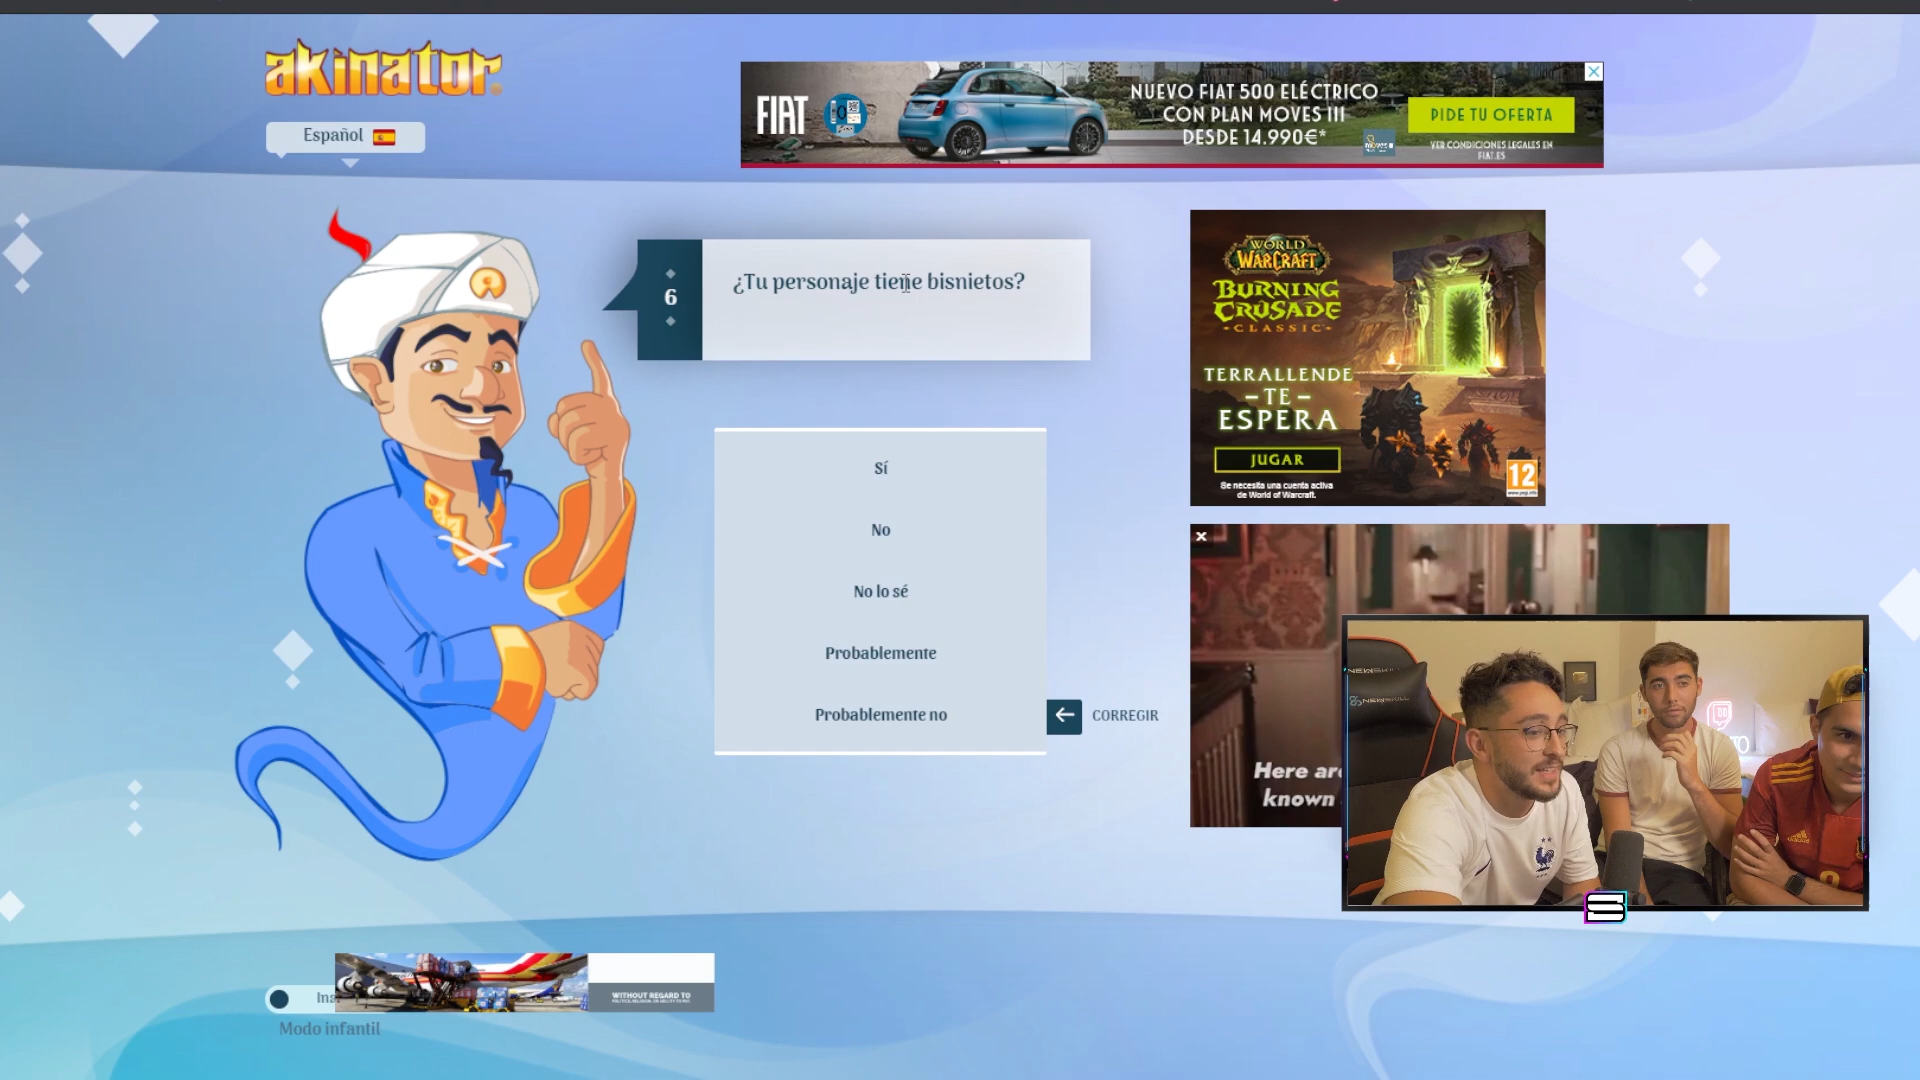 akinator
Español
FIAT
NUEVO FIAT 500 ELÉCTRICO
CON PLAN MOVES III
DESDE 14.990€*
PIDE TU OFERTA
VER CONDICIONES LEGALES EN
FIAT.ES
6
¿Tu personaje tiene bisnietos?
Sí
No
No lo sé
Probablemente
Probablemente no
CORREGIR
WORLD
WARCRAFT
BURNING
CRUSADE
CLASSIC
TERRALLENDE
-TE-
ESPERA
JUGAR
Se necesita una cuenta activa
de World of Warcraft.
12
Here are
known
NEWSKILL
WITHOUT REGARD TO
Ina
Modo infantil